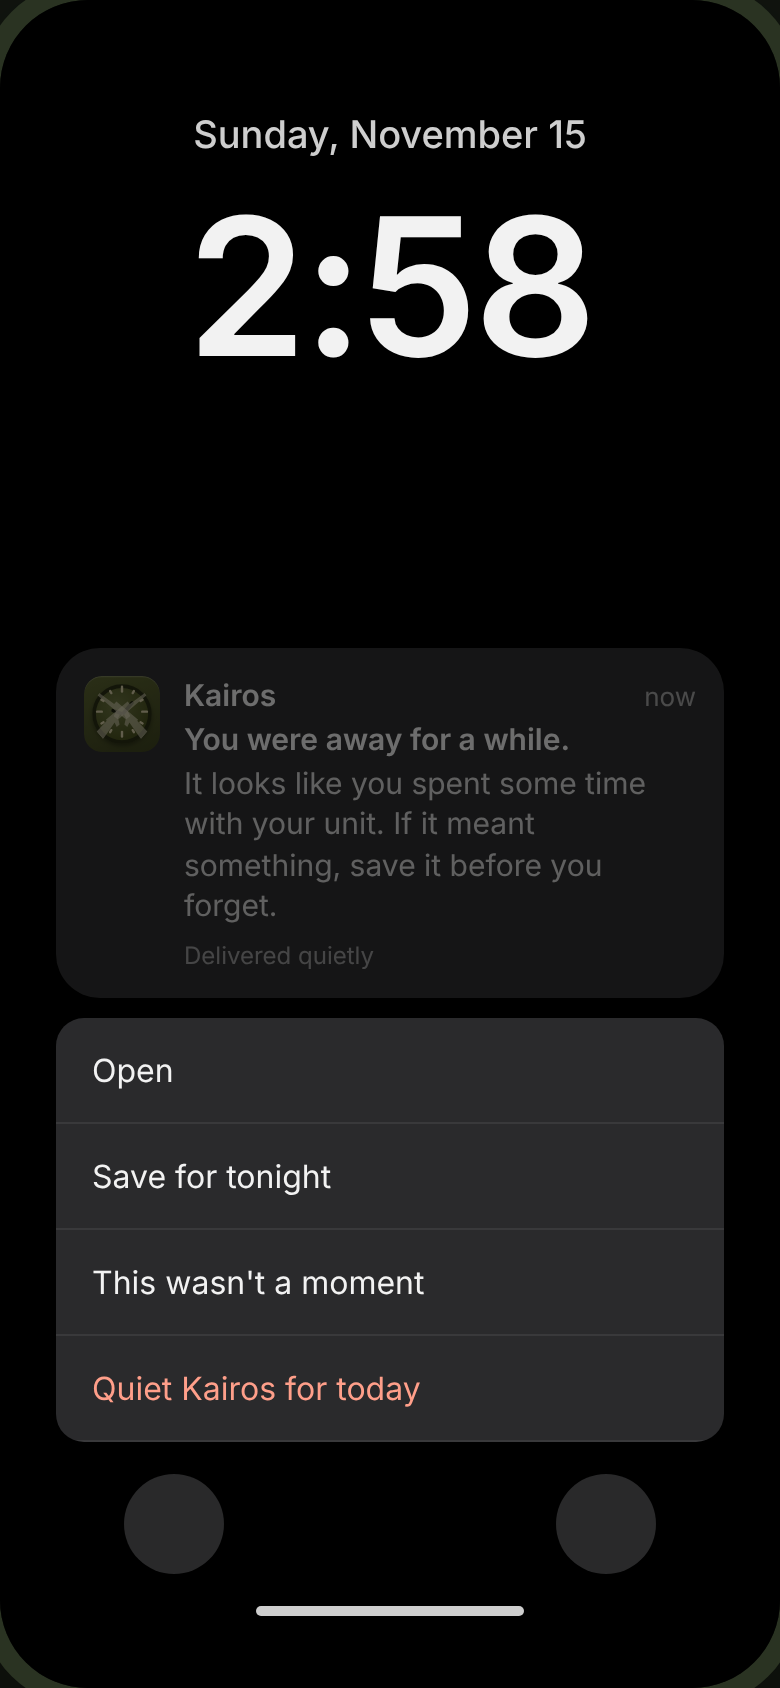 Sunday, November 15
2:58
Kairos
now
You were away for a while.
It looks like you spent some time
with your unit. If it meant
something, save it before you
forget.
Delivered quietly
Open
Save for tonight
This wasn't a moment
Quiet Kairos for today